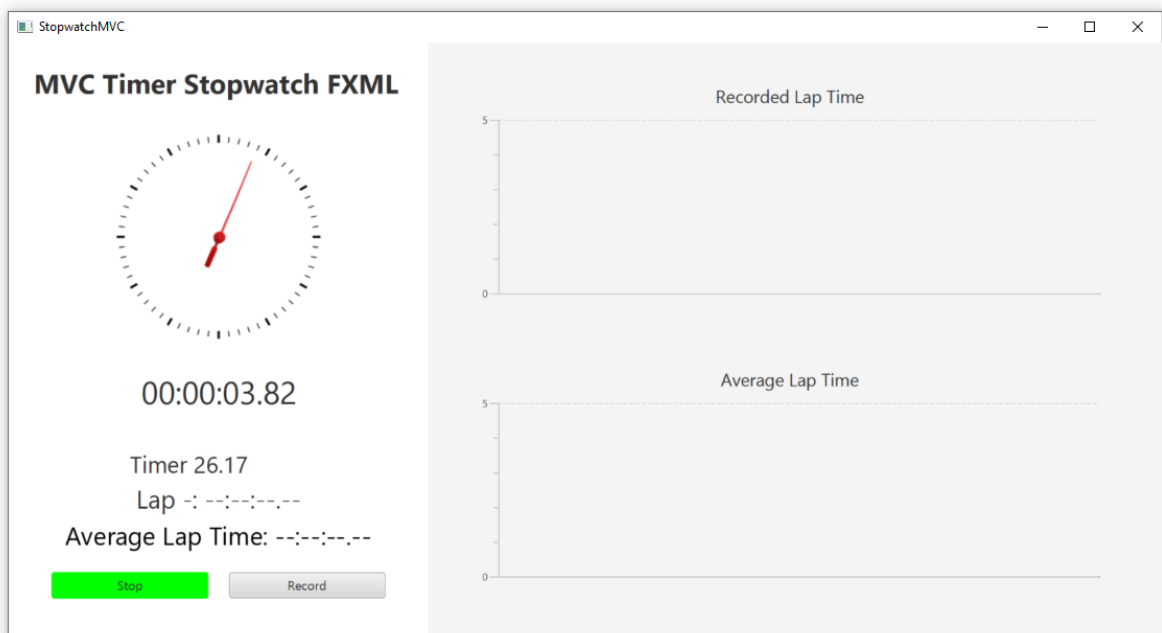 StopwatchMVC
MVC Timer Stopwatch FXML
00:00:03.82
Timer 26.17
Lap -: --:--:--.--
Average Lap Time: --:--:--.--
Stop
Record
Recorded Lap Time
5
0
Average Lap Time
5
0